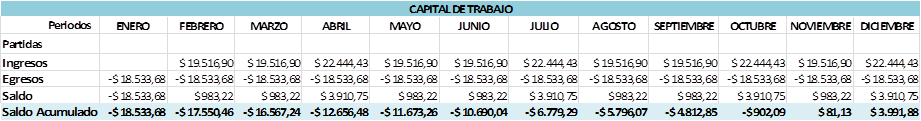 CAPITAL DE TRABAJO
Períodos ENERO FEBRERO MARZO ABRIL MAYO JUNIO JULIO AGOSTO SEPTIEMBRE OCTUBRE NOVIEMBRE DICIEMBRE
Partidas
Ingresos $ 19.516,90 $ 19.516,90 $ 22.444,43 $ 19.516,90 $ 19.516,90 $ 22.444,43 $ 19.516,90 $ 19.516,90 $ 22.444,43 $ 19.516,90 $ 22.444,43
Egresos -$ 18.533,68 -$ 18.533,68 -$ 18.533,68 -$ 18.533,68 -$ 18.533,68 -$ 18.533,68 -$ 18.533,68 -$ 18.533,68 -$ 18.533,68 -$ 18.533,68 -$ 18.533,68 -$ 18.533,68
Saldo -$ 18.533,68 $ 983,22 $ 983,22 $ 3.910,75 $ 983,22 $ 983,22 $ 3.910,75 $ 983,22 $ 983,22 $ 3.910,75 $ 983,22 $ 3.910,75
Saldo Acumulado -$ 18.533,68 -$ 17.550,46 -$ 16.567,24 -$ 12.656,48 -$ 11.673,26 -$ 10.690,04 -$ 6.779,29 -$ 5.796,07 -$ 4.812,85 -$ 902,09 $ 81,13 $ 3.991,88